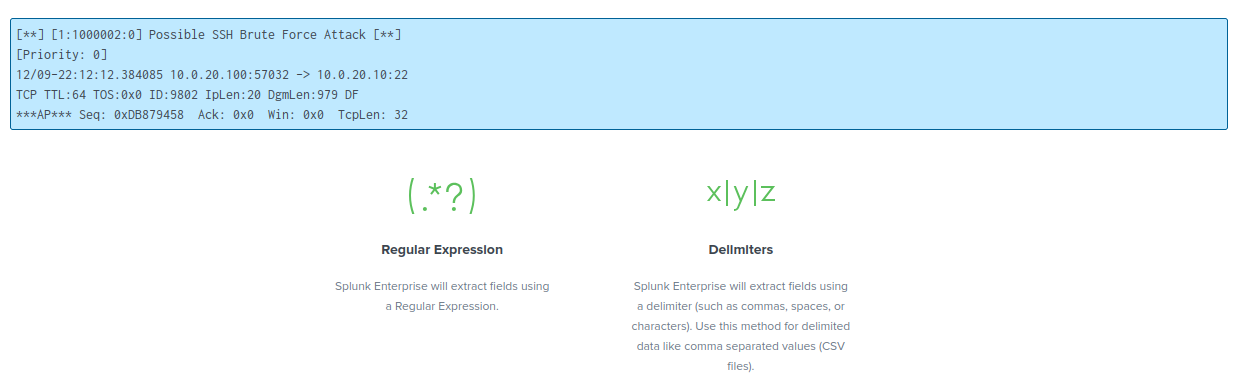 [**] [1:1000002:0] Possible SSH Brute Force Attack [**]
[Priority: 0]
12/09-22:12:12.384085 10.0.20.100:57032 -> 10.0.20.10:22
TCP TTL:64 TOS:0x0 ID:9802 IpLen:20 DgmLen:979 DF
***AP*** Seq: 0xDB879458  Ack: 0x0  Win: 0x0  TcpLen: 32
(.*?)
Regular Expression
Splunk Enterprise will extract fields using
a Regular Expression.
x|y|z
Delimiters
Splunk Enterprise will extract fields using
a delimiter (such as commas, spaces, or
characters). Use this method for delimited
data like comma separated values (CSV
files).